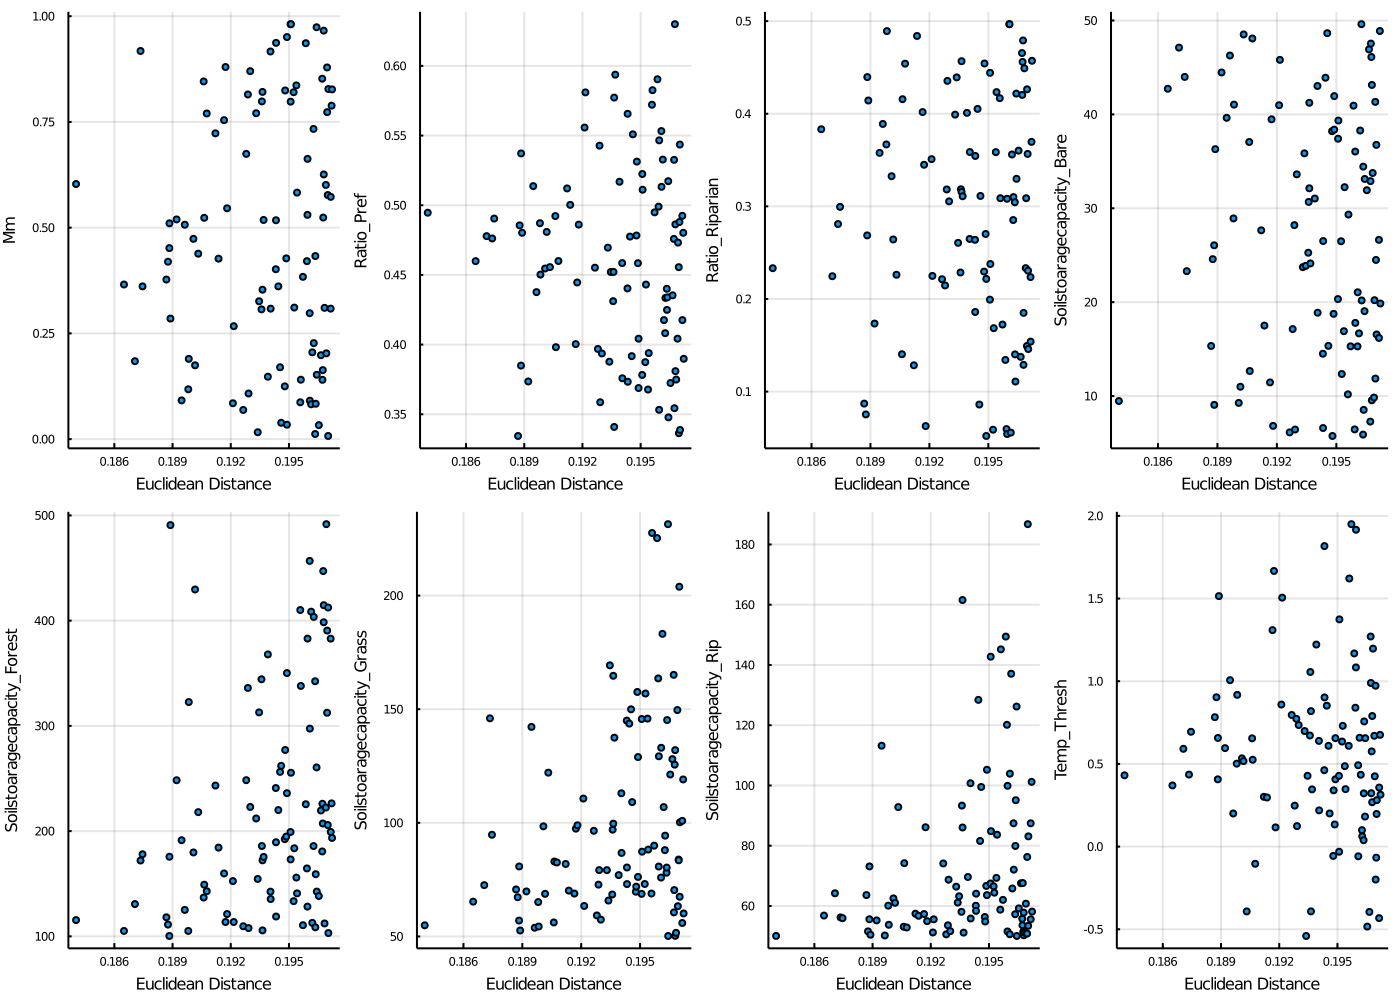 1.00
0.75
0.50
0.25
0.00
Mm
0.186 0.189 0.192 0.195
Euclidean Distance
0.60
0.55
0.50
0.45
0.40
0.35
Ratio_Pref
0.186 0.189 0.192 0.195
Euclidean Distance
0.5
0.4
0.3
0.2
0.1
Ratio_Riparian
0.186 0.189 0.192 0.195
Euclidean Distance
50
40
30
20
10
Soilstoaragecapacity_Bare
0.186 0.189 0.192 0.195
Euclidean Distance
500
400
300
200
100
Soilstoaragecapacity_Forest
0.186 0.189 0.192 0.195
Euclidean Distance
200
150
100
50
Soilstoaragecapacity_Grass
0.186 0.189 0.192 0.195
Euclidean Distance
180
160
140
120
100
80
60
Soilstoaragecapacity_Rip
0.186 0.189 0.192 0.195
Euclidean Distance
2.0
1.5
1.0
0.5
0.0
-0.5
Temp_Thresh
0.186 0.189 0.192 0.195
Euclidean Distance